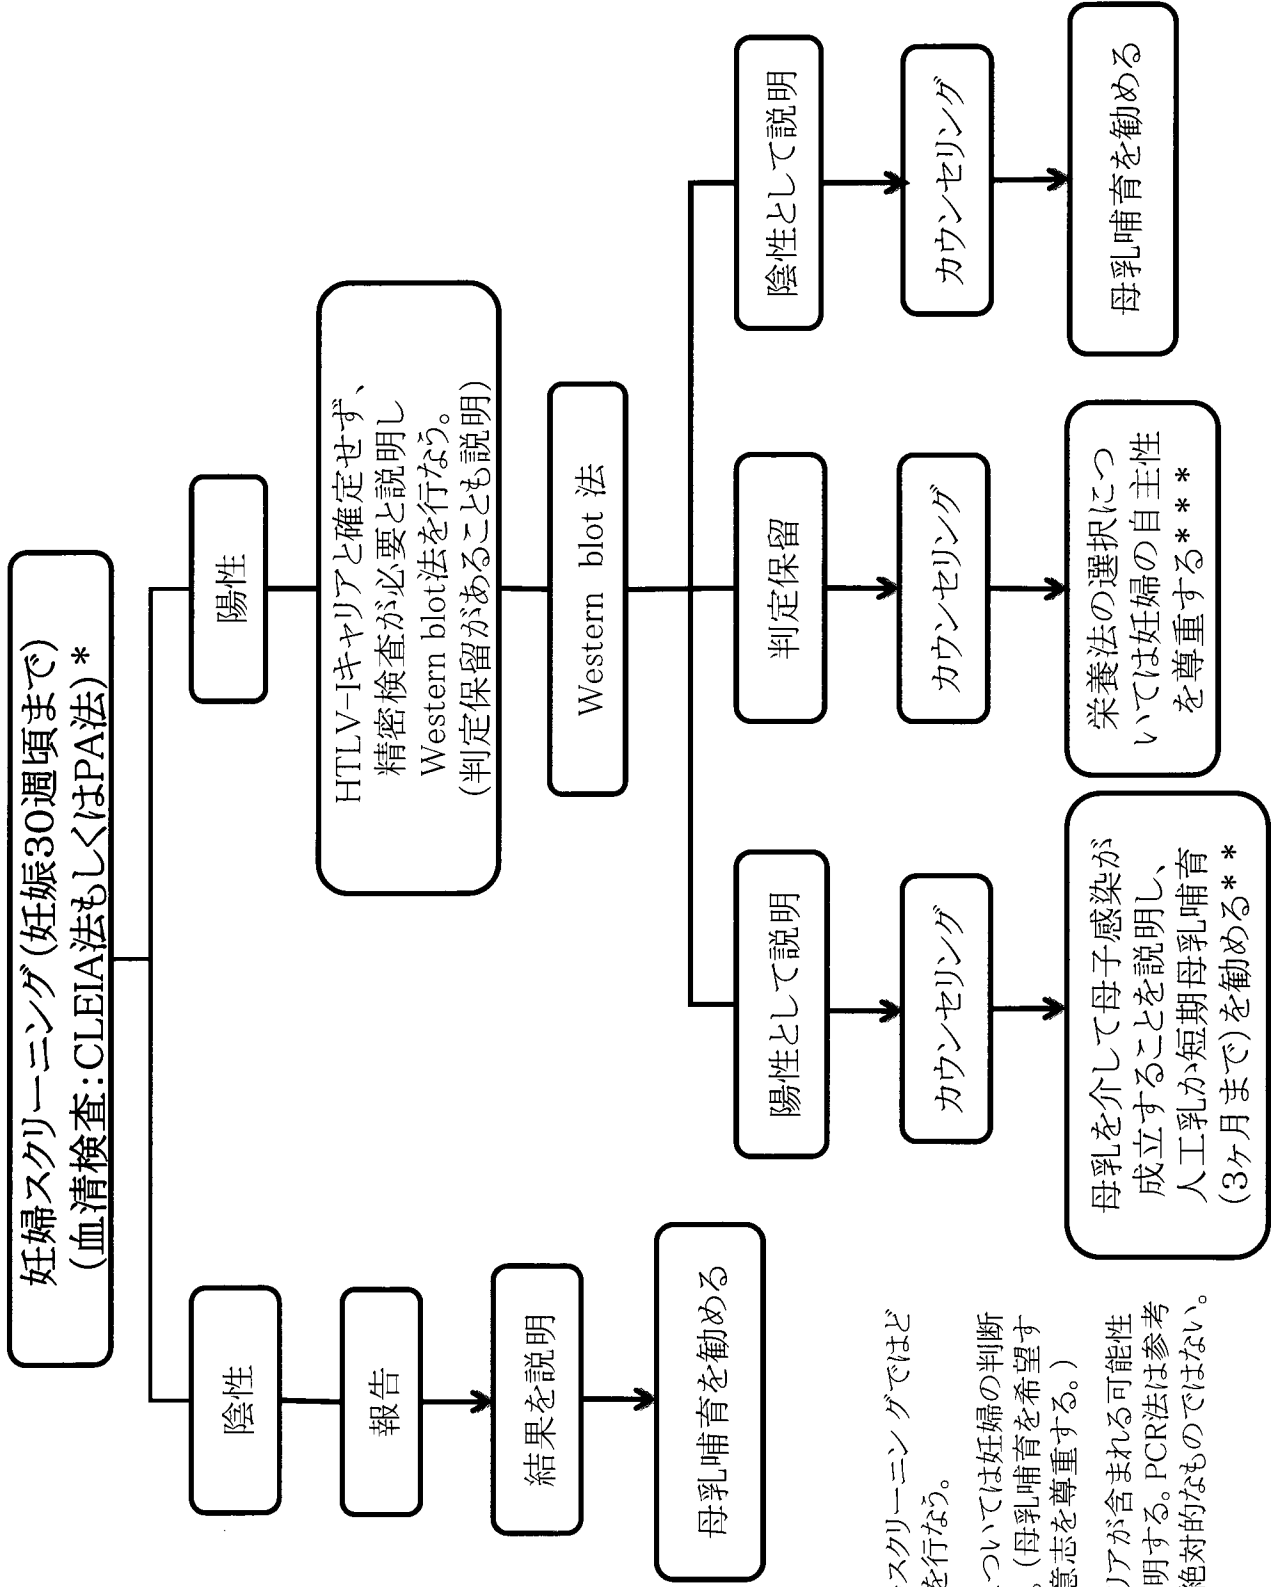 妊婦スクリーニング(妊娠30週頃まで)
(血清検査:CLEIA法もしくはPA法)*
陰性
報告
結果を説明
母乳哺育を勧める
陽性
HTLV-Iキャリアと確定せず、
精密検査が必要と説明し
Western blot法を行なう。
(判定保留があることも説明)
Western blot 法
陽性として説明
カウンセリング
母乳を介して母子感染が
成立することを説明し、
人工乳か短期母乳哺育
(3ヶ月まで)を勧める**
判定保留
カウンセリング
栄養法の選択につ
いては妊婦の自主性
を尊重する***
陰性として説明
カウンセリング
母乳哺育を勧める
スクリーニングではど
を行なう。
ついては妊婦の判断
。(母乳哺育を希望す
意志を尊重する。)
リアが含まれる可能性
明する。PCR法は参考
絶対的なものではない。